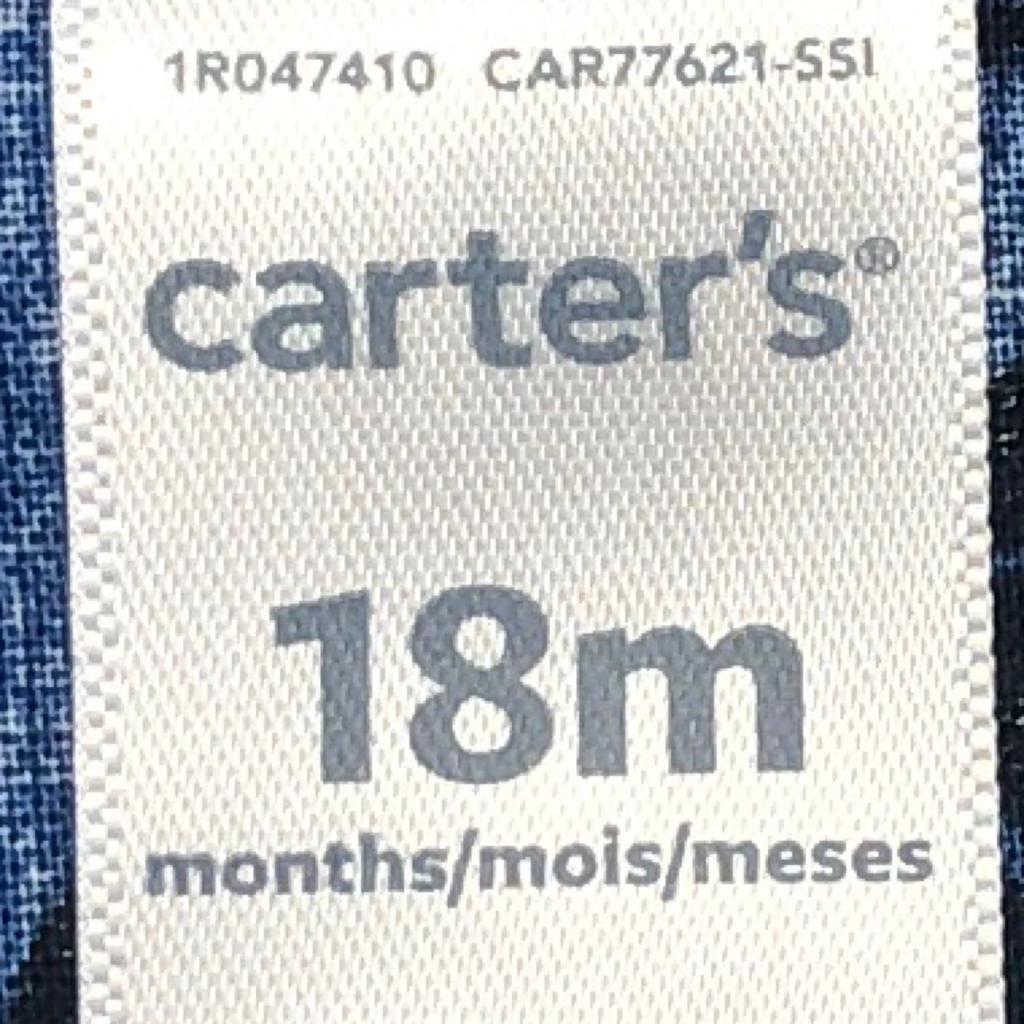 1R047410 CAR77621-SSI
carter's®
18m
months/mois/meses